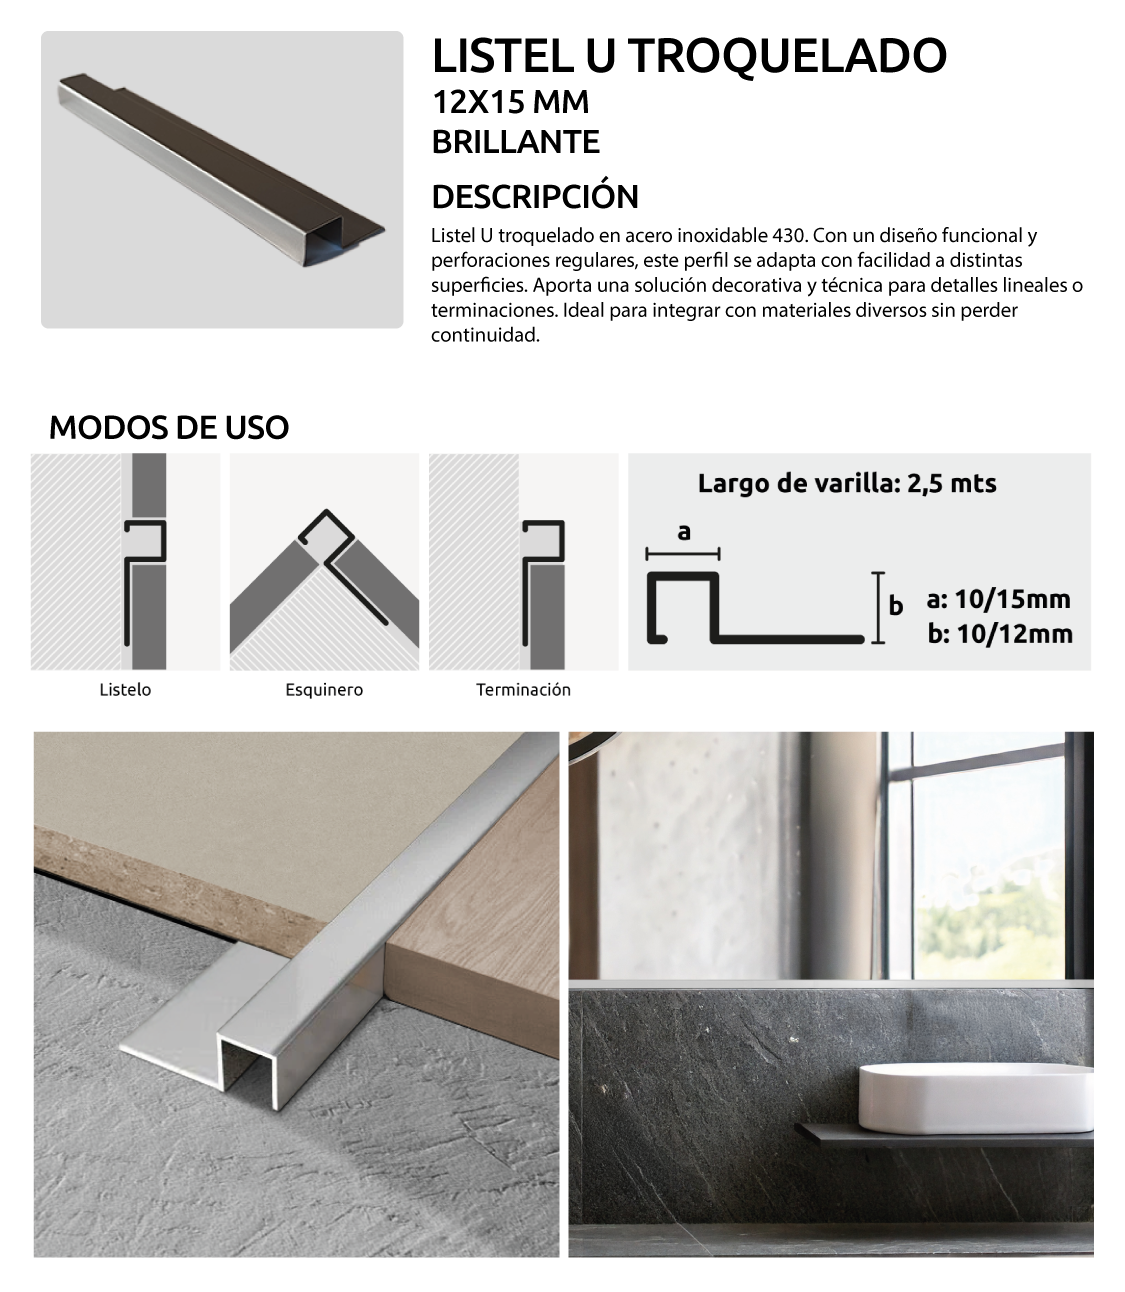 LISTEL U TROQUELADO
12X15 MM
BRILLANTE
DESCRIPCIÓN
Listel U troquelado en acero inoxidable 430. Con un diseño funcional y
perforaciones regulares, este perfil se adapta con facilidad a distintas
superficies. Aporta una solución decorativa y técnica para detalles lineales o
terminaciones. Ideal para integrar con materiales diversos sin perder
continuidad.
MODOS DE USO
Listelo
Esquinero
Terminación
Largo de varilla: 2,5 mts
a
b
a: 10/15mm
b: 10/12mm